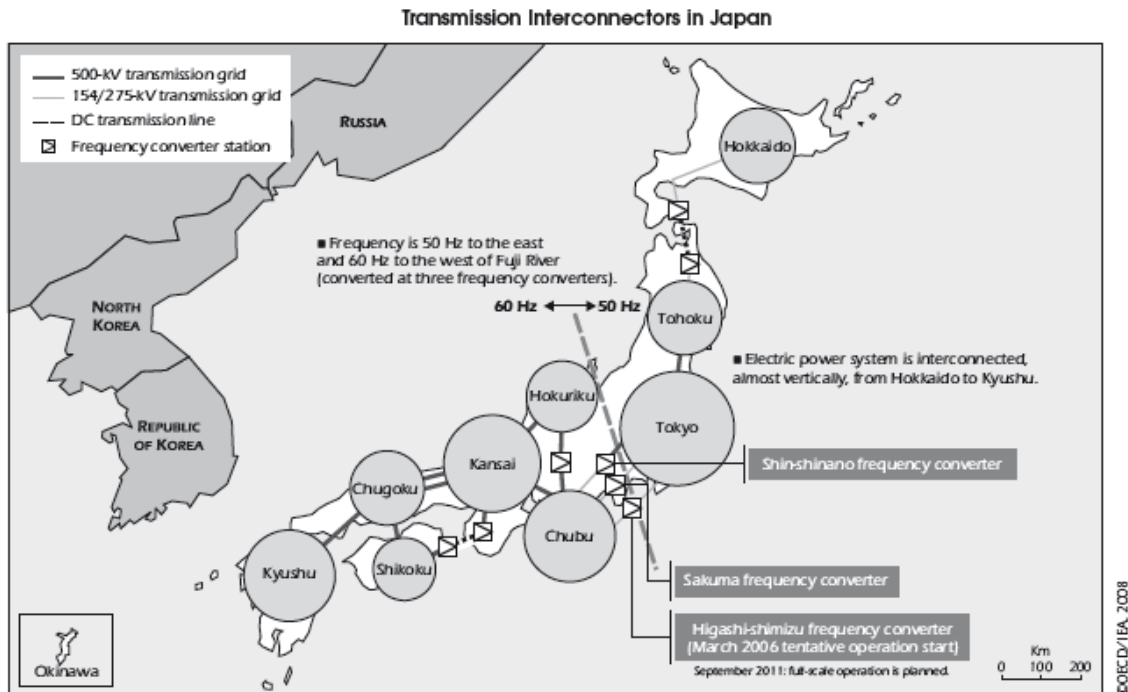 Transmission Interconnectors in Japan
500-kV transmission grid
154/275-kV transmission grid
DC transmission line
Frequency converter station
RUSSIA
Hokkaido
■ Frequency is 50 Hz to the east
and 60 Hz to the west of Fuji River
(converted at three frequency converters).
60 Hz 50 Hz
NORTH
KOREA
Tohoku
■ Electric power system is interconnected,
almost vertically, from Hokkaido to Kyushu.
Hokuriku
REPUBLIC
OF KOREA
Tokyo
Kansai
Shin-shinano frequency converter
Chugoku
Chubu
Kyushu
Shikoku
Sakuma frequency converter
Higashi-shimizu frequency converter
(March 2006 tentative operation start)
September 2011: full-scale operation is planned.
Okinawa
Km
0 100 200
©OECD/IEA, 2008